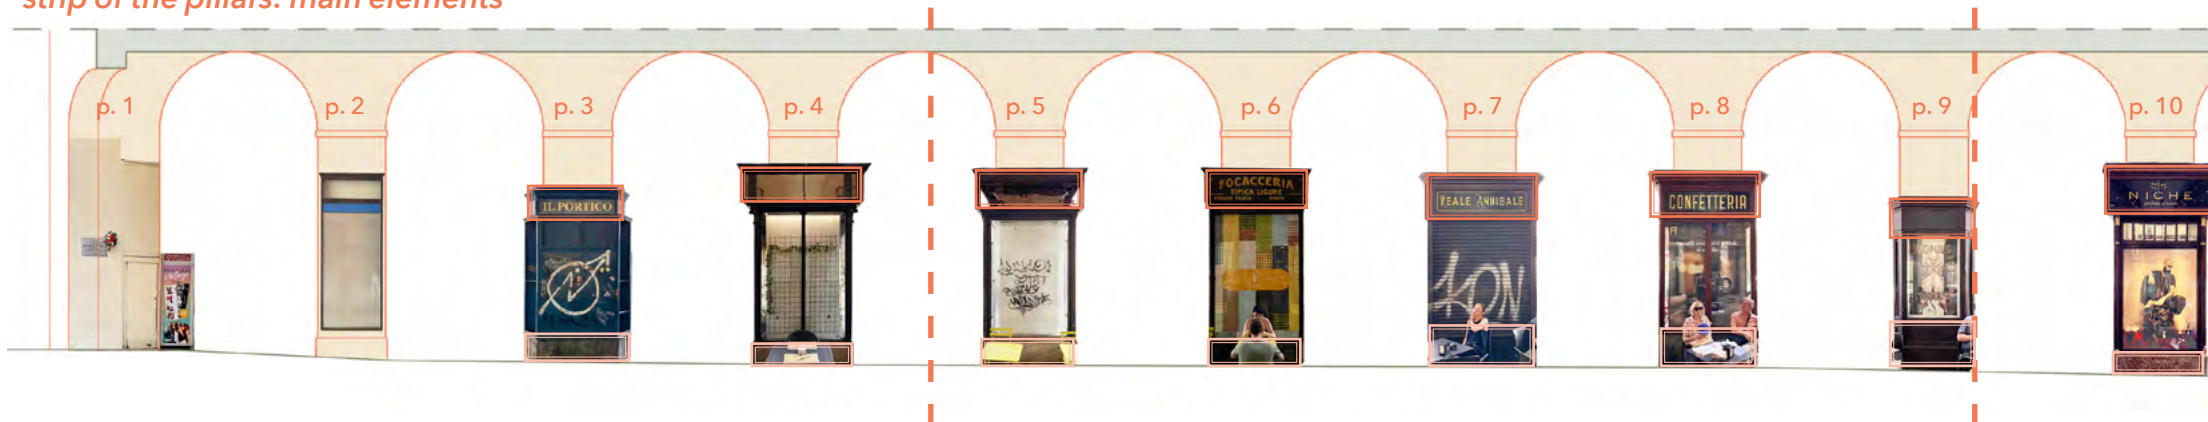 strip of the pillars: main elements
p. 1
p. 2
p. 3
p. 4
p. 5
p. 6
p. 7
p. 8
p. 9
p. 10
IL PORTICO
FOCACCERIA
TIPICA LIGURE
REALE ANNIBALE
CONFETTERIA
NICHE